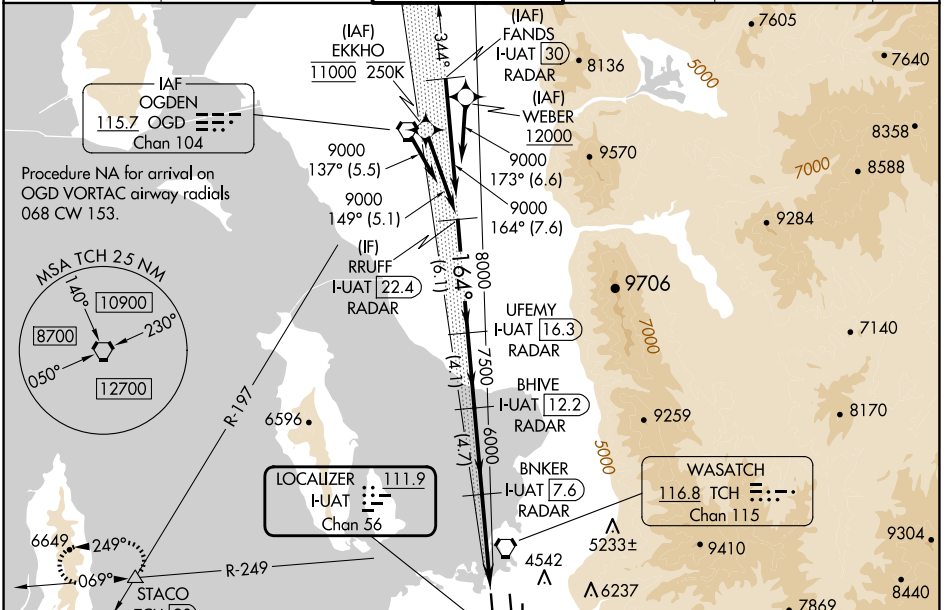 (IAF)
EKKHO
11000 250K
344°
(IAF)
FANDS
I-UAT 30
RADAR
(IAF)
WEBER
12000
7605
8136
5000
7640
IAF
OGDEN
115.7 OGD
Chan 104
8358
9570
7000
8588
Procedure NA for arrival on
OGD VORTAC airway radials
068 CW 153.
9000
137° (5.5)
9000
173° (6.6)
9000
149° (5.1)
9000
164° (7.6)
9284
(IF)
RRUFF
I-UAT 22.4
RADAR
(6.1)
164°
8000
MSA TCH 25 NM
140°
10900
8700
230°
050°
12700
9706
7000
UFEMY
I-UAT 16.3
RADAR
7140
(4.1)
7500
R-197
BHIVE
I-UAT 12.2
RADAR
8170
6596
9259
(4.7)
6000
5000
LOCALIZER 111.9
I-UAT
Chan 56
BNKER
I-UAT 7.6
RADAR
WASATCH
116.8 TCH
Chan 115
6649
249°
069°
R-249
STACO
4542
5233±
9410
9304
6237
8440
7869